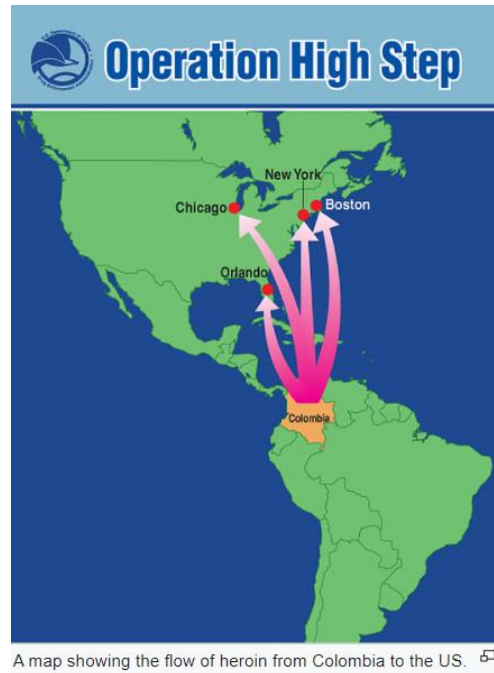 Operation High Step
New York
Chicago
Boston
Orlando
Colombia
A map showing the flow of heroin from Colombia to the US.